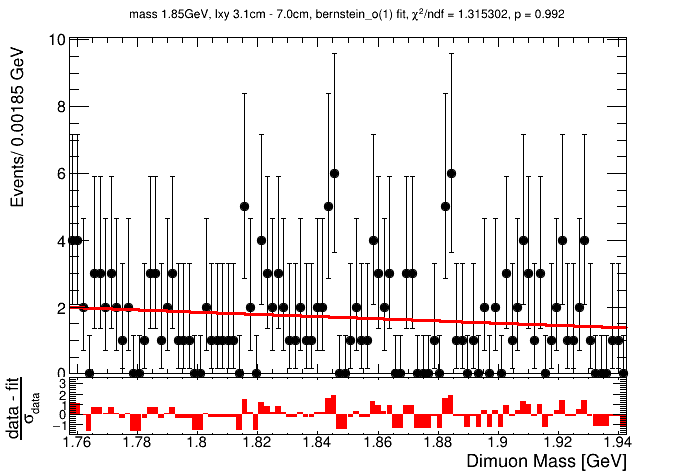 mass 1.85GeV, lxy 3.1cm - 7.0cm, bernstein_o(1) fit, χ²/ndf = 1.315302, p = 0.992
Events/ 0.00185 GeV
10
8
6
4
2
0
data - fit
σdata
3
2
1
0
−1
1.76 1.78 1.8 1.82 1.84 1.86 1.88 1.9 1.92 1.94
Dimuon Mass [GeV]